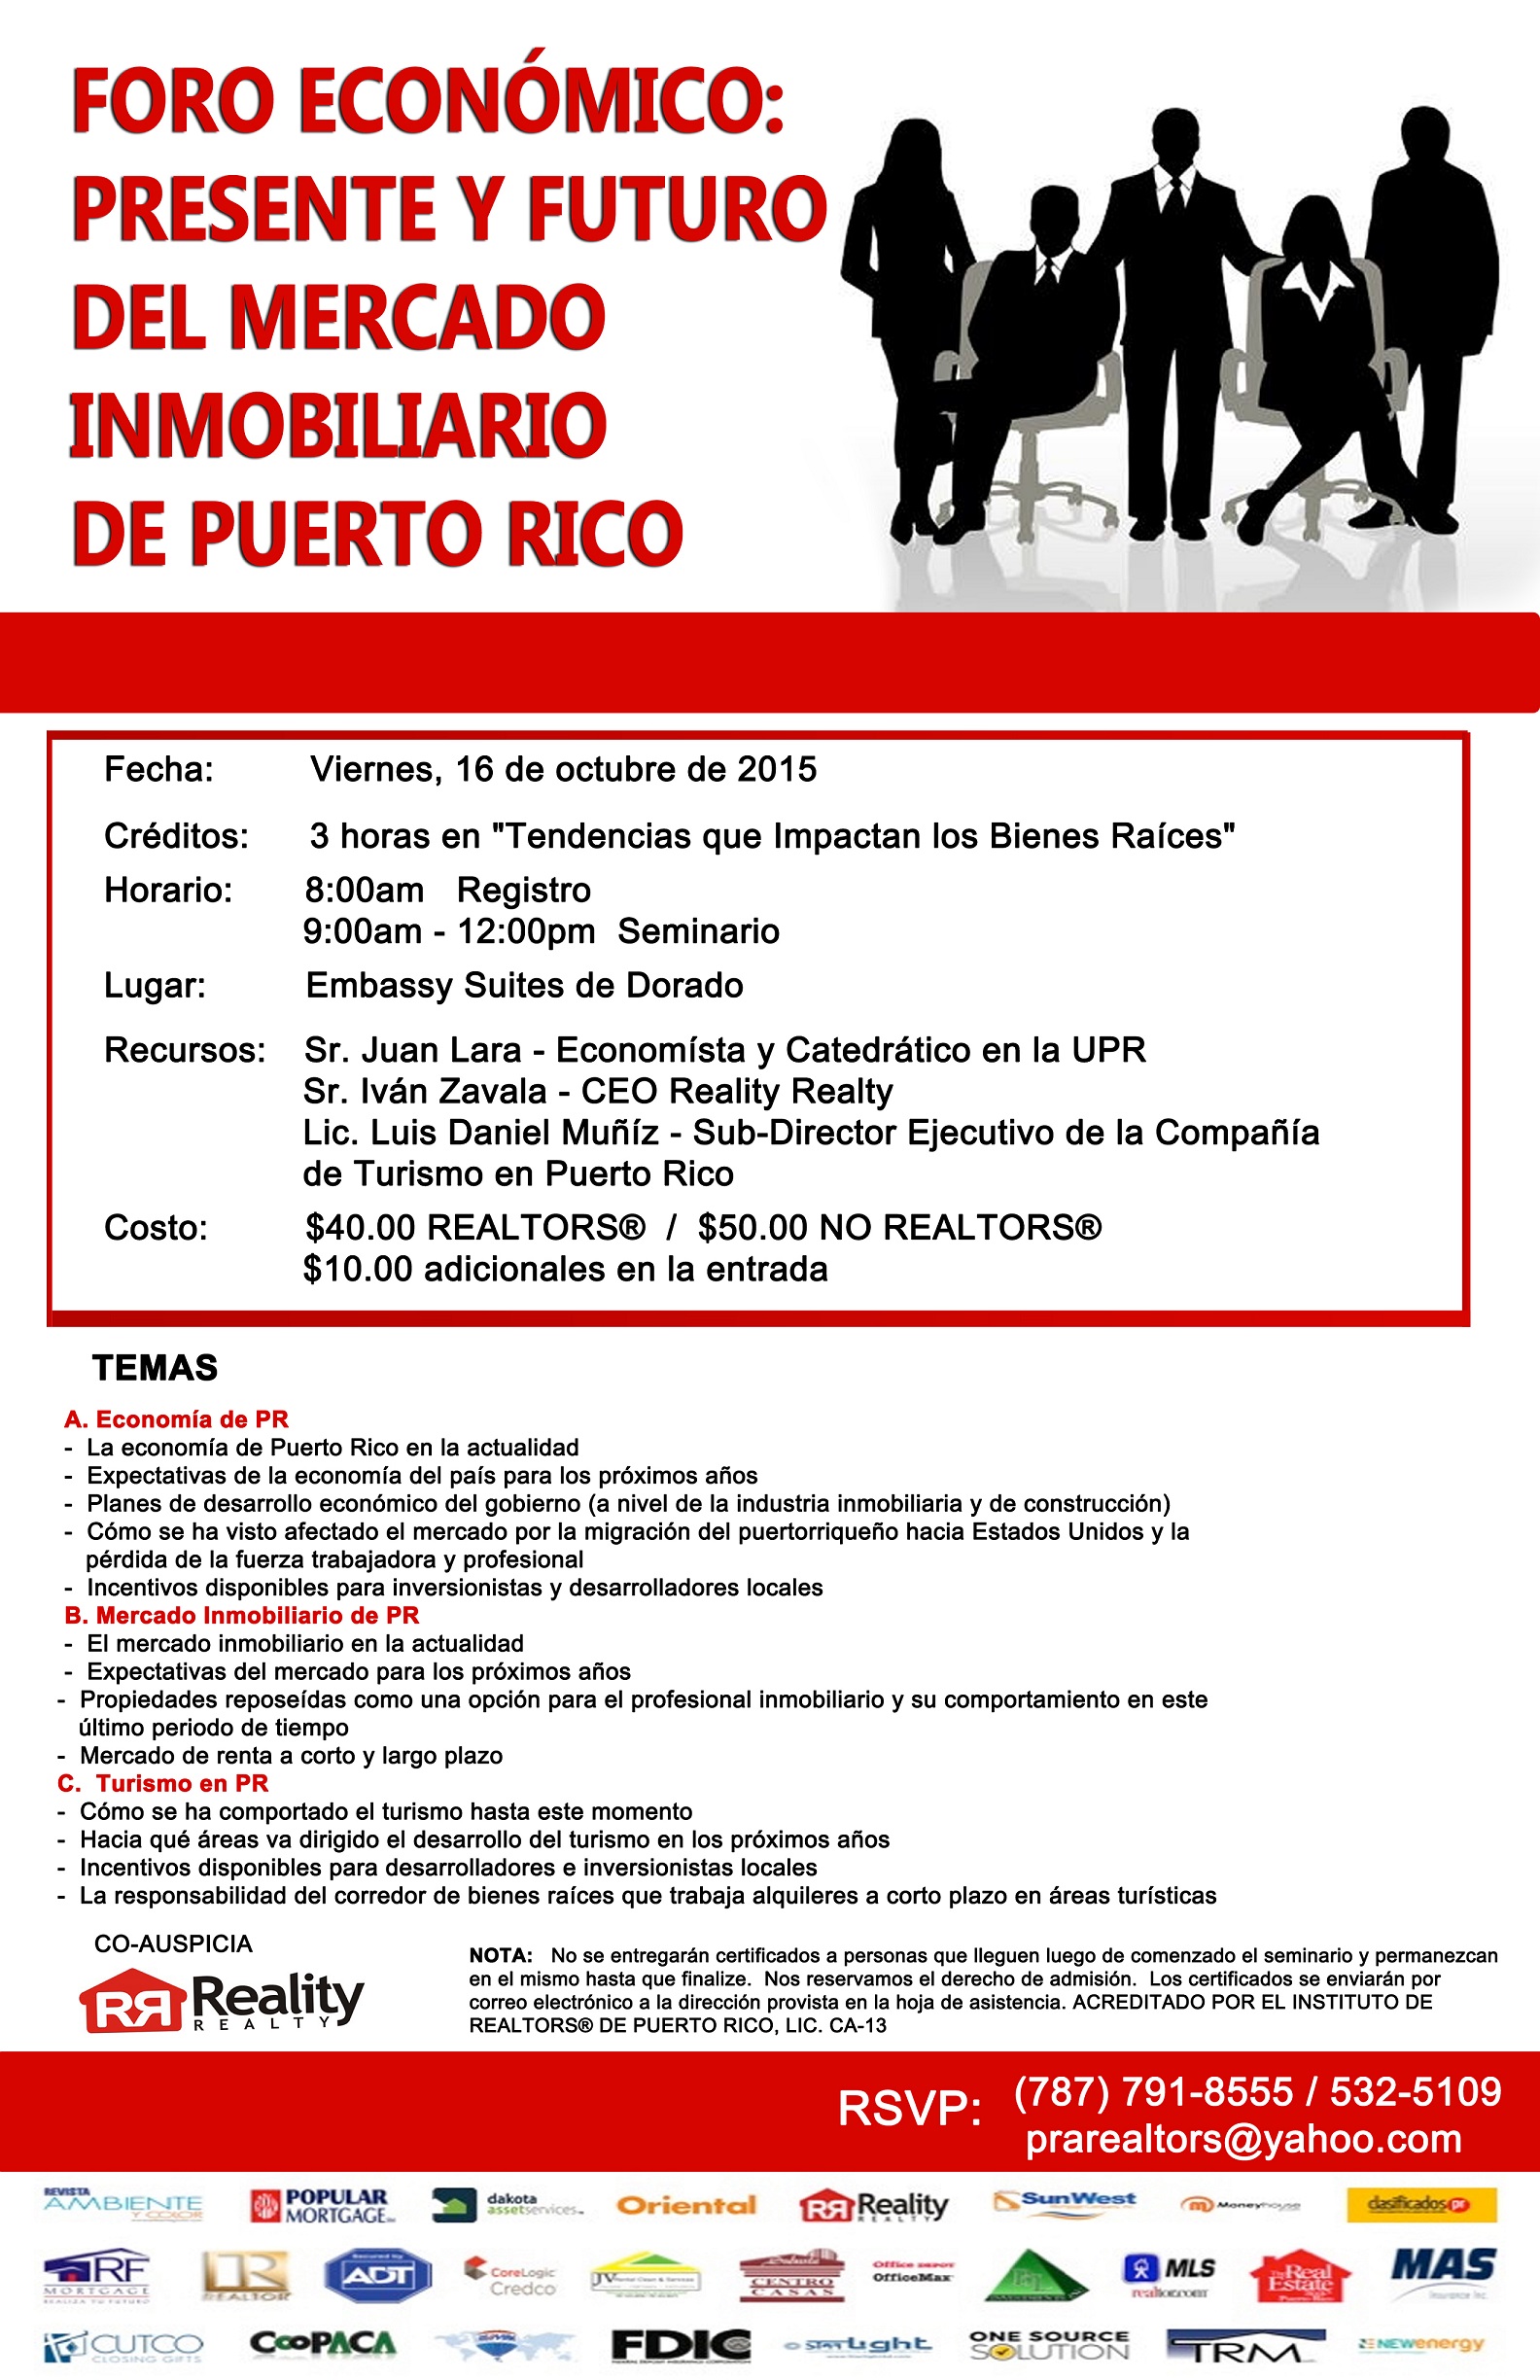 FORO ECONÓMICO:
PRESENTE Y FUTURO
DEL MERCADO
INMOBILIARIO
DE PUERTO RICO
Fecha: Viernes, 16 de octubre de 2015
Créditos: 3 horas en "Tendencias que Impactan los Bienes Raíces"
Horario: 8:00am Registro
9:00am - 12:00pm Seminario
Lugar: Embassy Suites de Dorado
Recursos: Sr. Juan Lara - Economísta y Catedrático en la UPR
Sr. Iván Zavala - CEO Reality Realty
Lic. Luis Daniel Muñíz - Sub-Director Ejecutivo de la Compañía
de Turismo en Puerto Rico
Costo: $40.00 REALTORS® / $50.00 NO REALTORS®
$10.00 adicionales en la entrada
TEMAS
A. Economía de PR
- La economía de Puerto Rico en la actualidad
- Expectativas de la economía del país para los próximos años
- Planes de desarrollo económico del gobierno (a nivel de la industria inmobiliaria y de construcción)
- Cómo se ha visto afectado el mercado por la migración del puertorriqueño hacia Estados Unidos y la
pérdida de la fuerza trabajadora y profesional
- Incentivos disponibles para inversionistas y desarrolladores locales
B. Mercado Inmobiliario de PR
- El mercado inmobiliario en la actualidad
- Expectativas del mercado para los próximos años
- Propiedades reposeídas como una opción para el profesional inmobiliario y su comportamiento en este
último periodo de tiempo
- Mercado de renta a corto y largo plazo
C. Turismo en PR
- Cómo se ha comportado el turismo hasta este momento
- Hacia qué áreas va dirigido el desarrollo del turismo en los próximos años
- Incentivos disponibles para desarrolladores e inversionistas locales
- La responsabilidad del corredor de bienes raíces que trabaja alquileres a corto plazo en áreas turísticas
CO-AUSPICIA
RR Reality
REALTY
NOTA: No se entregarán certificados a personas que lleguen luego de comenzado el seminario y permanezcan
en el mismo hasta que finalize. Nos reservamos el derecho de admisión. Los certificados se enviarán por
correo electrónico a la dirección provista en la hoja de asistencia. ACREDITADO POR EL INSTITUTO DE
REALTORS® DE PUERTO RICO, LIC. CA-13
RSVP: (787) 791-8555 / 532-5109
prarealtors@yahoo.com
REVISTA
AMBIENTE
Y COLOR
POPULAR
MORTGAGE
dakota
assetservices
Oriental
RR Reality
REALTY
SunWest
Moneyhouse
clasificados pr
RF
MORTGAGE
REALIZA TU FUTURO
R
REALTOR
Secured by
ADT
CoreLogic
Credco
JV
CENTRO
CASAS
Office DEPOT
OfficeMax
MLS
realtor.com
The Real
Estate
Puerto Rico
MAS
Insurance Inc.
CUTCO
CLOSING GIFTS
COOPACA
RE/MAX
FDIC
FEDERAL DEPOSIT INSURANCE CORPORATION
light
ONE SOURCE
SOLUTION
TRM
NEWenergy